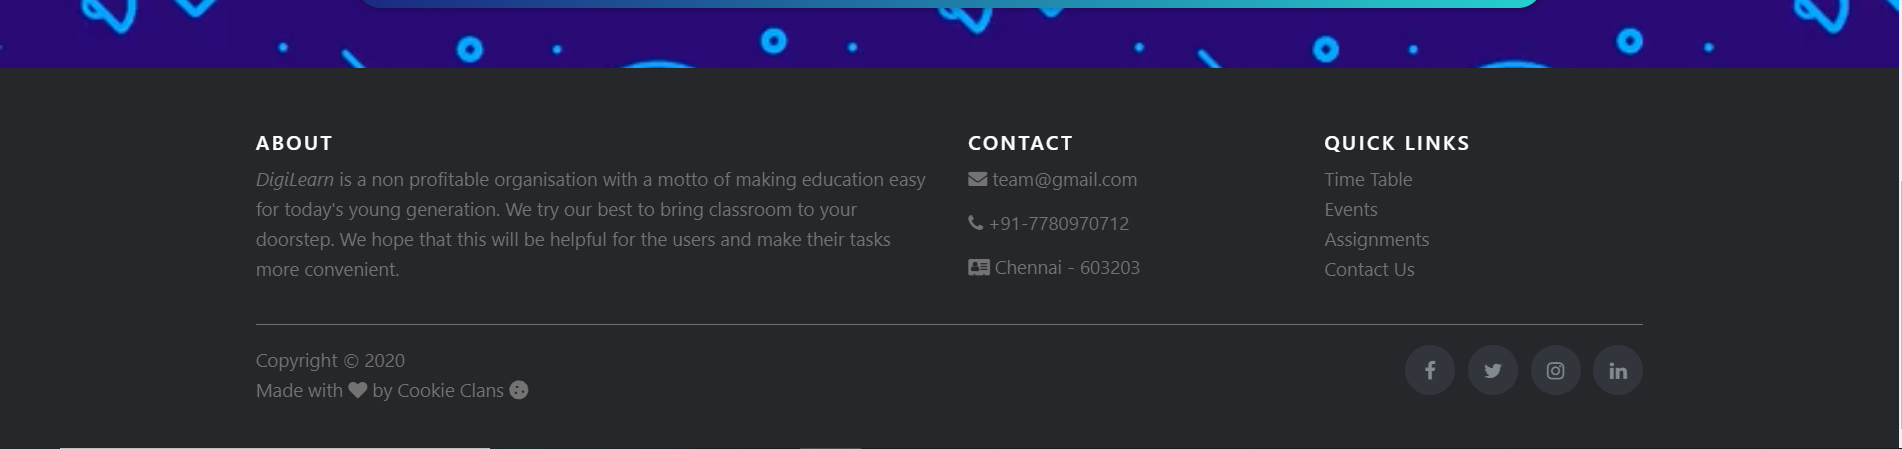 ABOUT
DigiLearn is a non profitable organisation with a motto of making education easy
for today's young generation. We try our best to bring classroom to your
doorstep. We hope that this will be helpful for the users and make their tasks
more convenient.
CONTACT
team@gmail.com
+91-7780970712
Chennai - 603203
QUICK LINKS
Time Table
Events
Assignments
Contact Us
Copyright © 2020
Made with ♥ by Cookie Clans 🍪